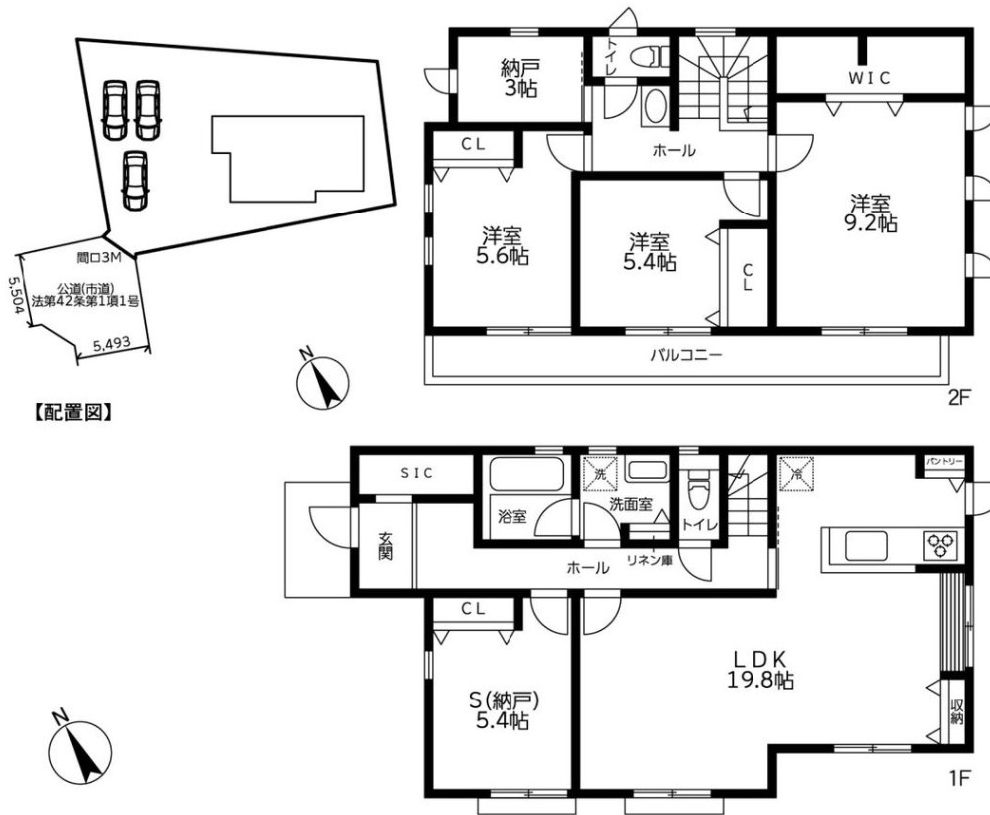 間口3M
5,504
公道(市道)
法第42条第1項1号
5,493
N
【配置図】
納戸
3帖
トイレ
WIC
CL
ホール
洋室
5.6帖
洋室
5.4帖
CL
洋室
9.2帖
バルコニー
2F
SIC
浴室
洗
洗面室
トイレ
冷
パントリー
玄関
ホール
リネン庫
CL
S(納戸)
5.4帖
LDK
19.8帖
収納
N
1F